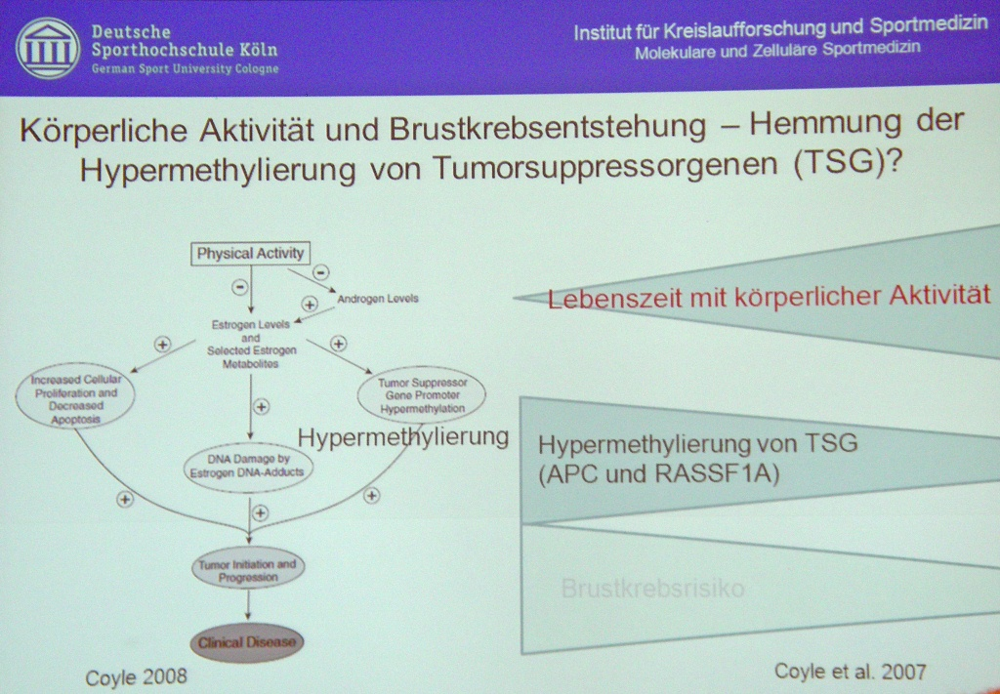 Deutsche
Sporthochschule Köln
German Sport University Cologne
Institut für Kreislaufforschung und Sportmedizin
Molekulare und Zelluläre Sportmedizin
Körperliche Aktivität und Brustkrebsentstehung – Hemmung der
Hypermethylierung von Tumorsuppressorgenen (TSG)?
Physical Activity
−
−
Androgen Levels
+
Estrogen Levels
and
Selected Estrogen
Metabolites
+
+
Increased Cellular
Proliferation and
Decreased
Apoptosis
+
Tumor Suppressor
Gene Promoter
Hypermethylation
Hypermethylierung
DNA Damage by
Estrogen DNA-Adducts
+
+
+
Tumor Initiation and
Progression
Clinical Disease
Coyle 2008
Lebenszeit mit körperlicher Aktivität
Hypermethylierung von TSG
(APC und RASSF1A)
Brustkrebsrisiko
Coyle et al. 2007